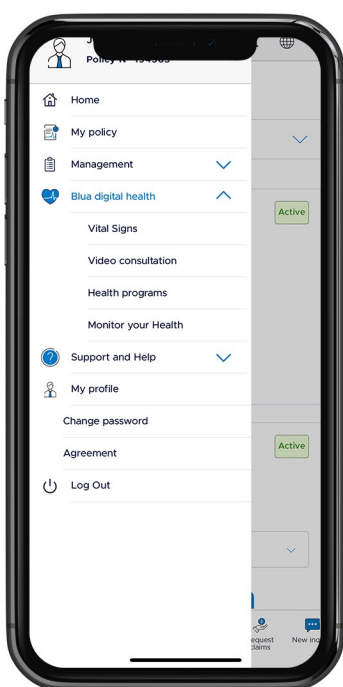 Home
My policy
Management
Blua digital health
Vital Signs
Video consultation
Health programs
Monitor your Health
Support and Help
My profile
Change password
Agreement
Log Out
Active
Active
claims
New